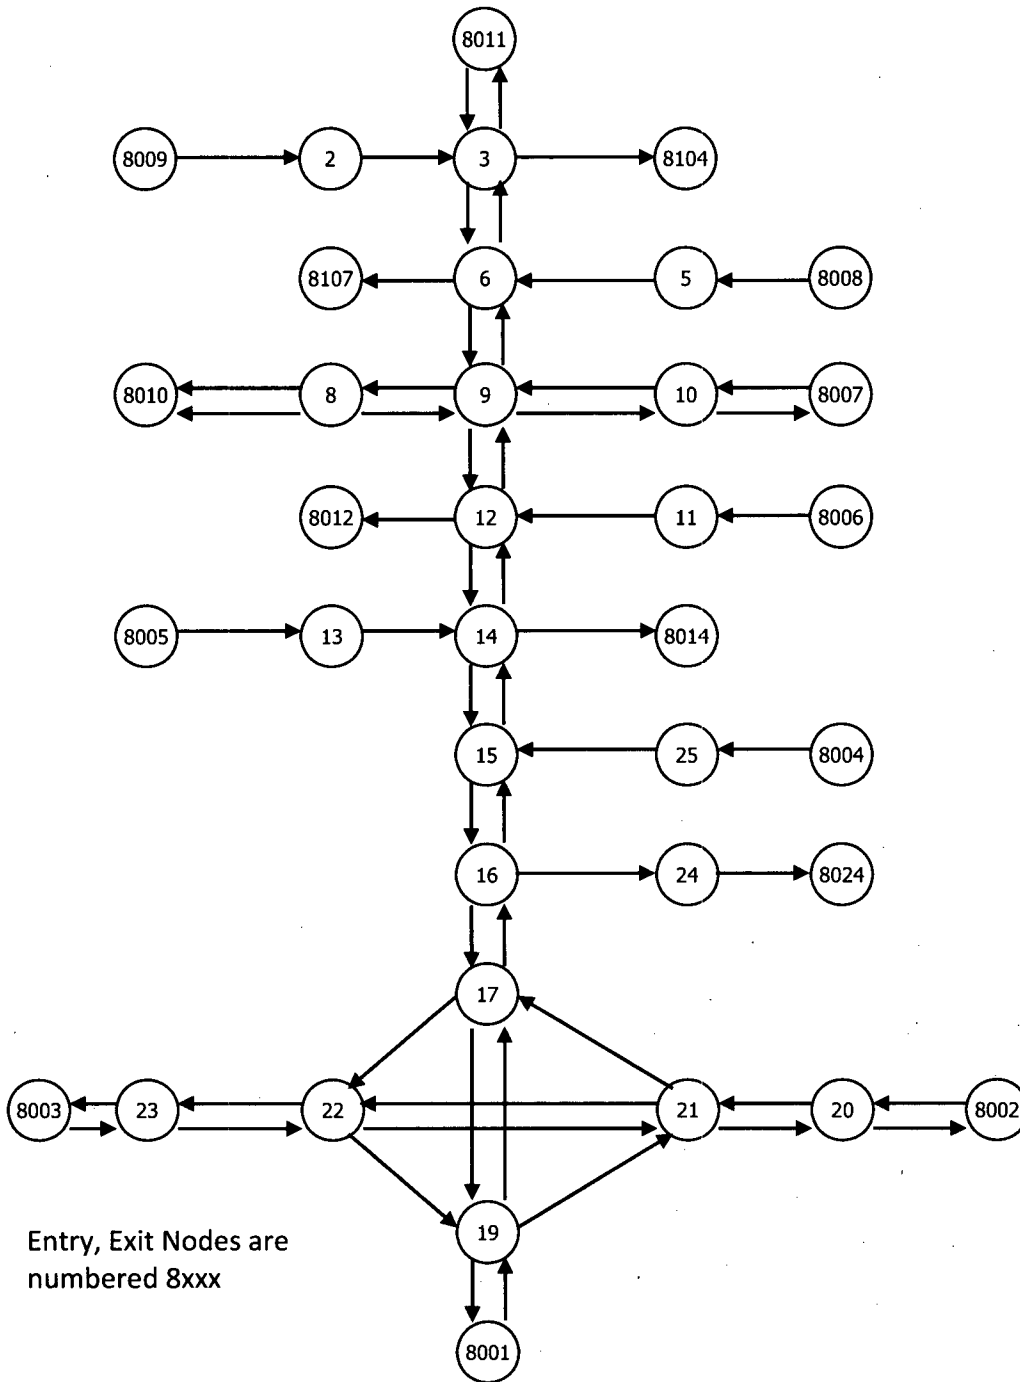 8011
8009 2 3 8104
8107 6 5 8008
8010 8 9 10 8007
8012 12 11 8006
8005 13 14 8014
15 25 8004
16 24 8024
17
8003 23 22 21 20 8002
19
Entry, Exit Nodes are
numbered 8xxx
8001